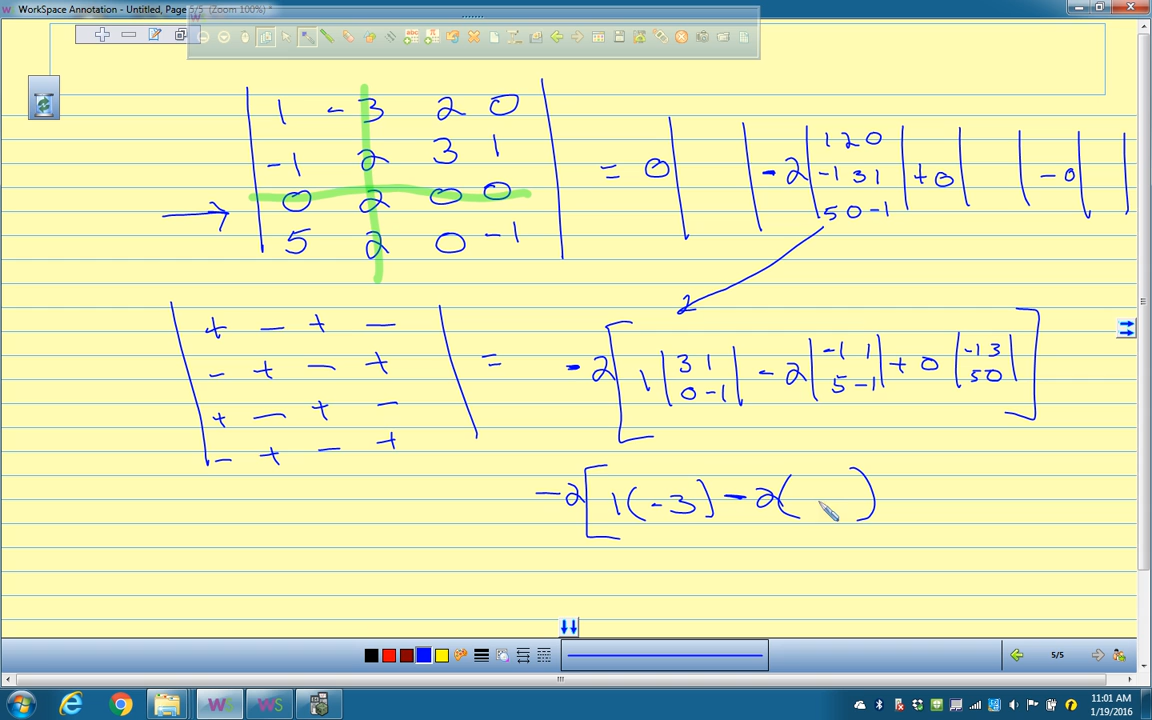 WorkSpace Annotation - Untitled, Page 5/5 (Zoom 100%) *
1 -3 2 0
-1 2 3 1
0 2 0 0
5 2 0 -1
= 0| | -2|1 2 0 -1 3 1 5 0 -1| +0| | -0| |
+ - + -
- + - +
+ - + -
- + - +
= -2[1|3 1 0 -1| - 2|-1 1 5 -1| + 0|-1 3 5 0|]
-2[1(-3) - 2( )
5/5
11:01 AM
1/19/2016